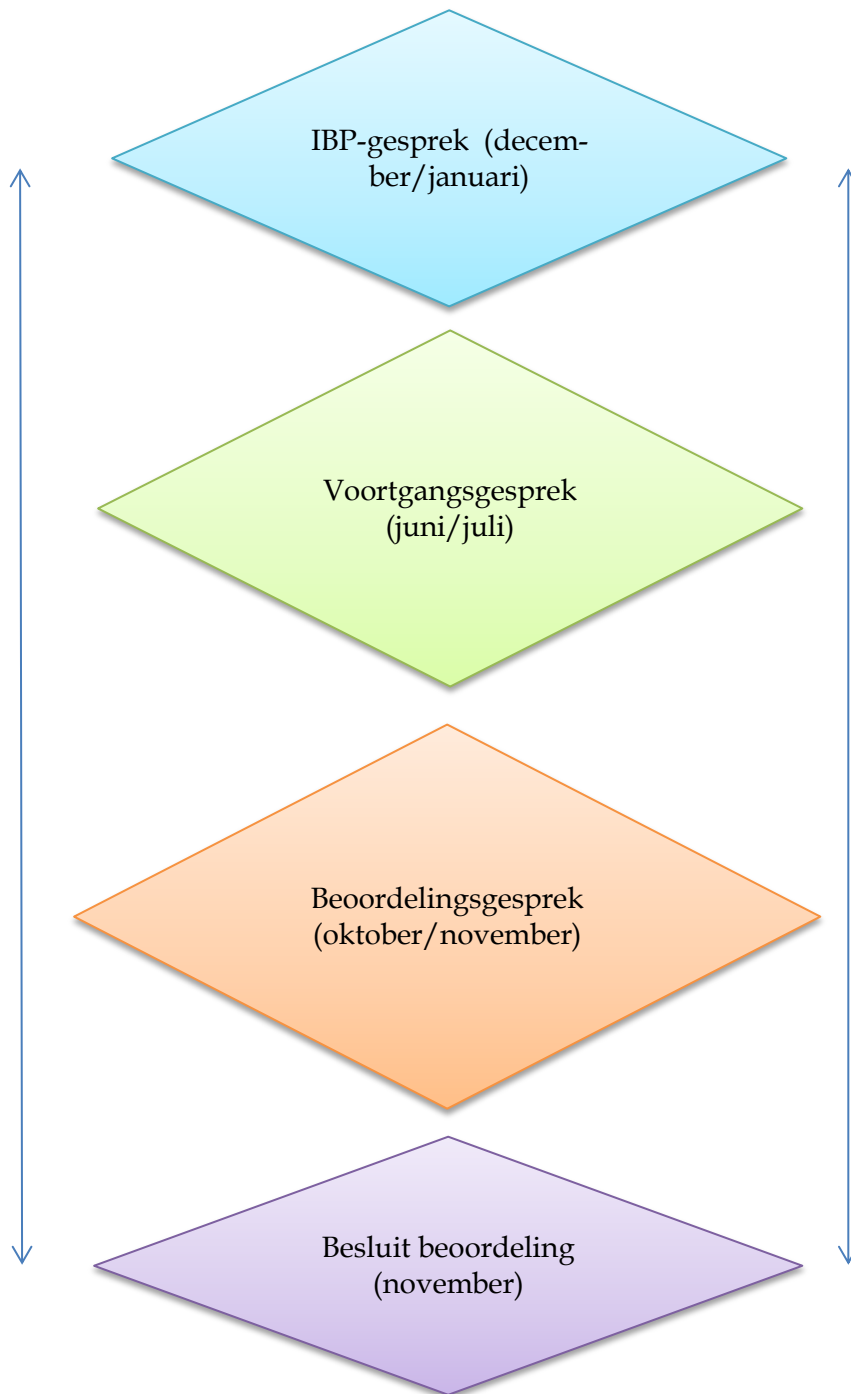 IBP-gesprek (decem-
ber/januari)
Voortgangsgesprek
(juni/juli)
Beoordelingsgesprek
(oktober/november)
Besluit beoordeling
(november)